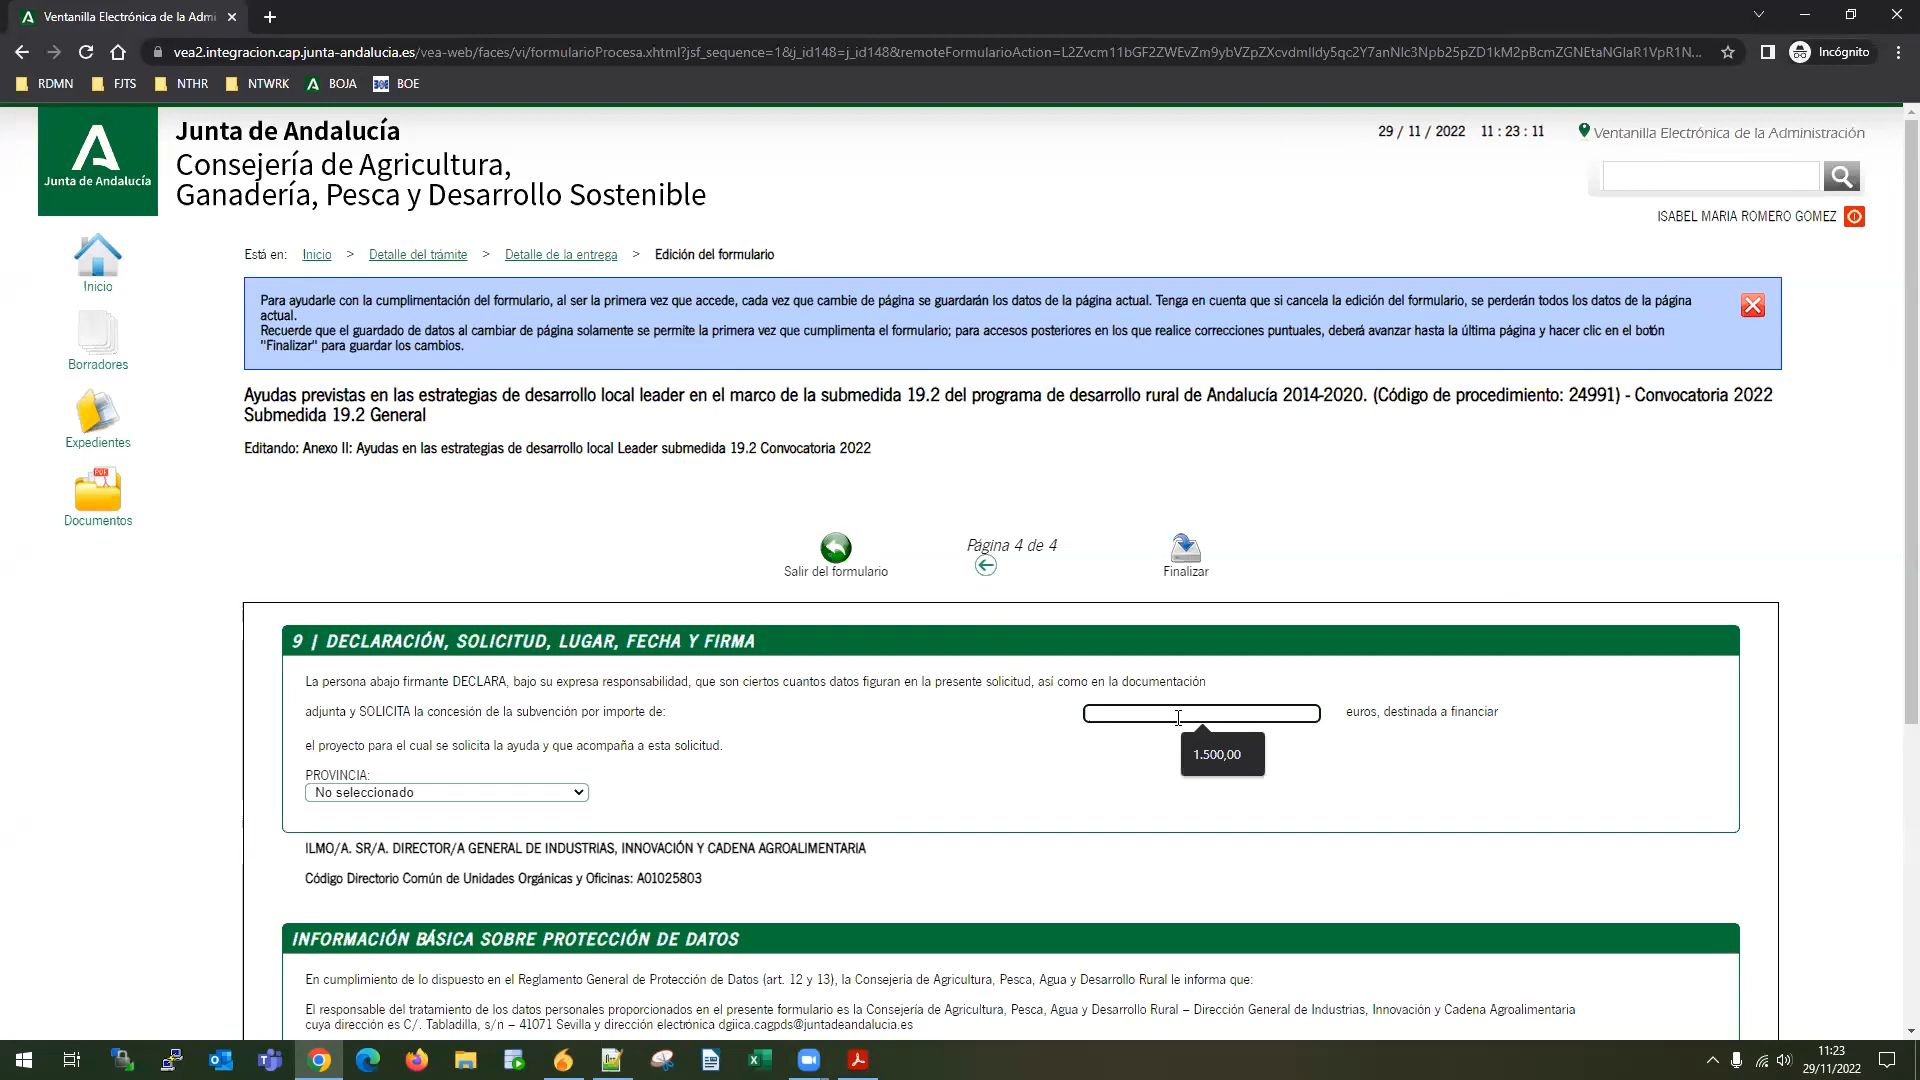 Ventanilla Electrónica de la Admi
vea2.integracion.cap.junta-andalucia.es/vea-web/faces/vi/formularioProcesa.xhtml?jsf_sequence=1&j_id148=j_id148&remoteFormularioAction=
Incógnito
RDMN FJTS NTHR NTWRK BOJA BOE
Junta de Andalucía
Junta de Andalucía
Consejería de Agricultura,
Ganadería, Pesca y Desarrollo Sostenible
29 / 11 / 2022 11 : 23 : 11
Ventanilla Electrónica de la Administración
ISABEL MARIA ROMERO GOMEZ
Inicio
Borradores
Expedientes
Documentos
Está en: Inicio > Detalle del trámite > Detalle de la entrega > Edición del formulario
Para ayudarle con la cumplimentación del formulario, al ser la primera vez que accede, cada vez que cambie de página se guardarán los datos de la página actual. Tenga en cuenta que si cancela la edición del formulario, se perderán todos los datos de la página
actual.
Recuerde que el guardado de datos al cambiar de página solamente se permite la primera vez que cumplimenta el formulario; para accesos posteriores en los que realice correcciones puntuales, deberá avanzar hasta la última página y hacer clic en el botón
"Finalizar" para guardar los cambios.
Ayudas previstas en las estrategias de desarrollo local leader en el marco de la submedida 19.2 del programa de desarrollo rural de Andalucía 2014-2020. (Código de procedimiento: 24991) - Convocatoria 2022
Submedida 19.2 General
Editando: Anexo II: Ayudas en las estrategias de desarrollo local Leader submedida 19.2 Convocatoria 2022
Salir del formulario
Página 4 de 4
Finalizar
9 | DECLARACIÓN, SOLICITUD, LUGAR, FECHA Y FIRMA
La persona abajo firmante DECLARA, bajo su expresa responsabilidad, que son ciertos cuantos datos figuran en la presente solicitud, así como en la documentación
adjunta y SOLICITA la concesión de la subvención por importe de: euros, destinada a financiar
1.500,00
el proyecto para el cual se solicita la ayuda y que acompaña a esta solicitud.
PROVINCIA:
No seleccionado
ILMO/A. SR/A. DIRECTOR/A GENERAL DE INDUSTRIAS, INNOVACIÓN Y CADENA AGROALIMENTARIA
Código Directorio Común de Unidades Orgánicas y Oficinas: A01025803
INFORMACIÓN BÁSICA SOBRE PROTECCIÓN DE DATOS
En cumplimiento de lo dispuesto en el Reglamento General de Protección de Datos (art. 12 y 13), la Consejería de Agricultura, Pesca, Agua y Desarrollo Rural le informa que:
El responsable del tratamiento de los datos personales proporcionados en el presente formulario es la Consejería de Agricultura, Pesca, Agua y Desarrollo Rural – Dirección General de Industrias, Innovación y Cadena Agroalimentaria
cuya dirección es C/. Tabladilla, s/n – 41071 Sevilla y dirección electrónica dgiica.cagpds@juntadeandalucia.es
11:23
29/11/2022